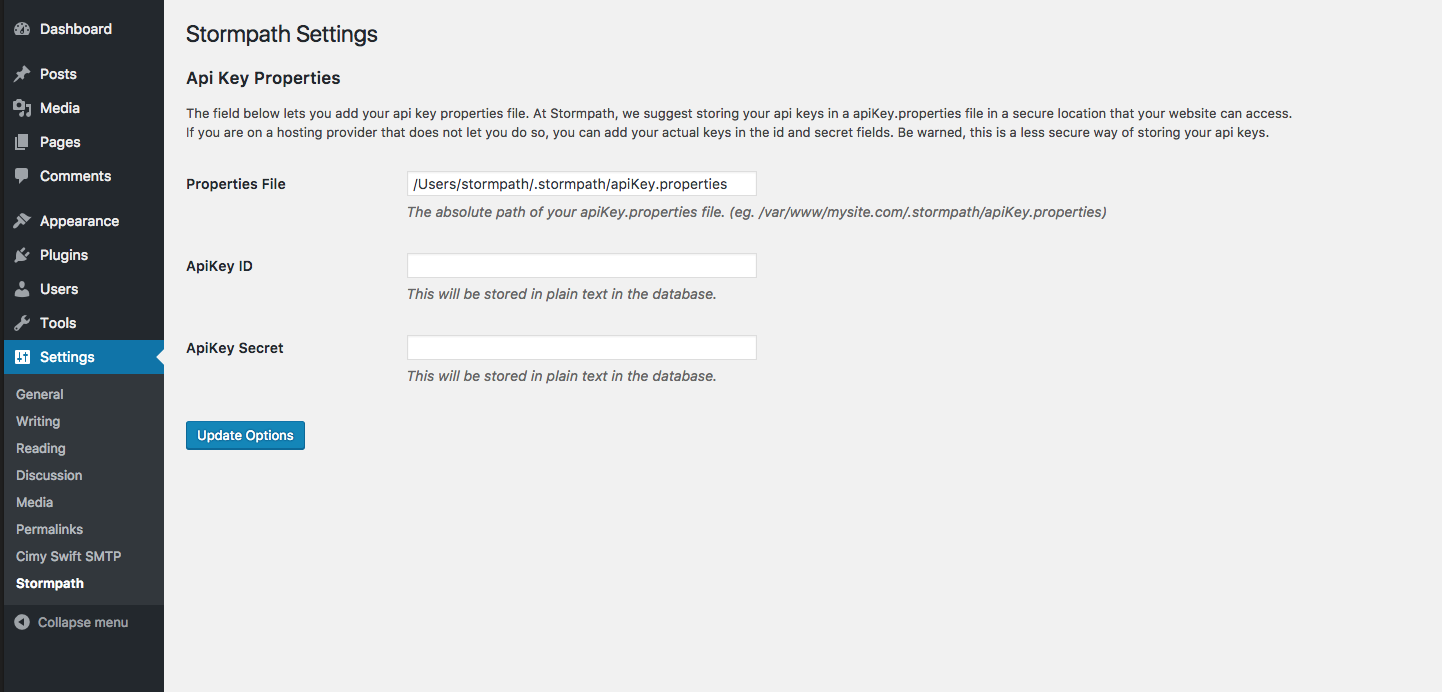 Dashboard
Posts
Media
Pages
Comments
Appearance
Plugins
Users
Tools
Settings
General
Writing
Reading
Discussion
Media
Permalinks
Cimy Swift SMTP
Stormpath
Collapse menu
Stormpath Settings
Api Key Properties
The field below lets you add your api key properties file. At Stormpath, we suggest storing your api keys in a apiKey.properties file in a secure location that your website can access.
If you are on a hosting provider that does not let you do so, you can add your actual keys in the id and secret fields. Be warned, this is a less secure way of storing your api keys.
Properties File
/Users/stormpath/.stormpath/apiKey.properties
The absolute path of your apiKey.properties file. (eg. /var/www/mysite.com/.stormpath/apiKey.properties)
ApiKey ID
This will be stored in plain text in the database.
ApiKey Secret
This will be stored in plain text in the database.
Update Options